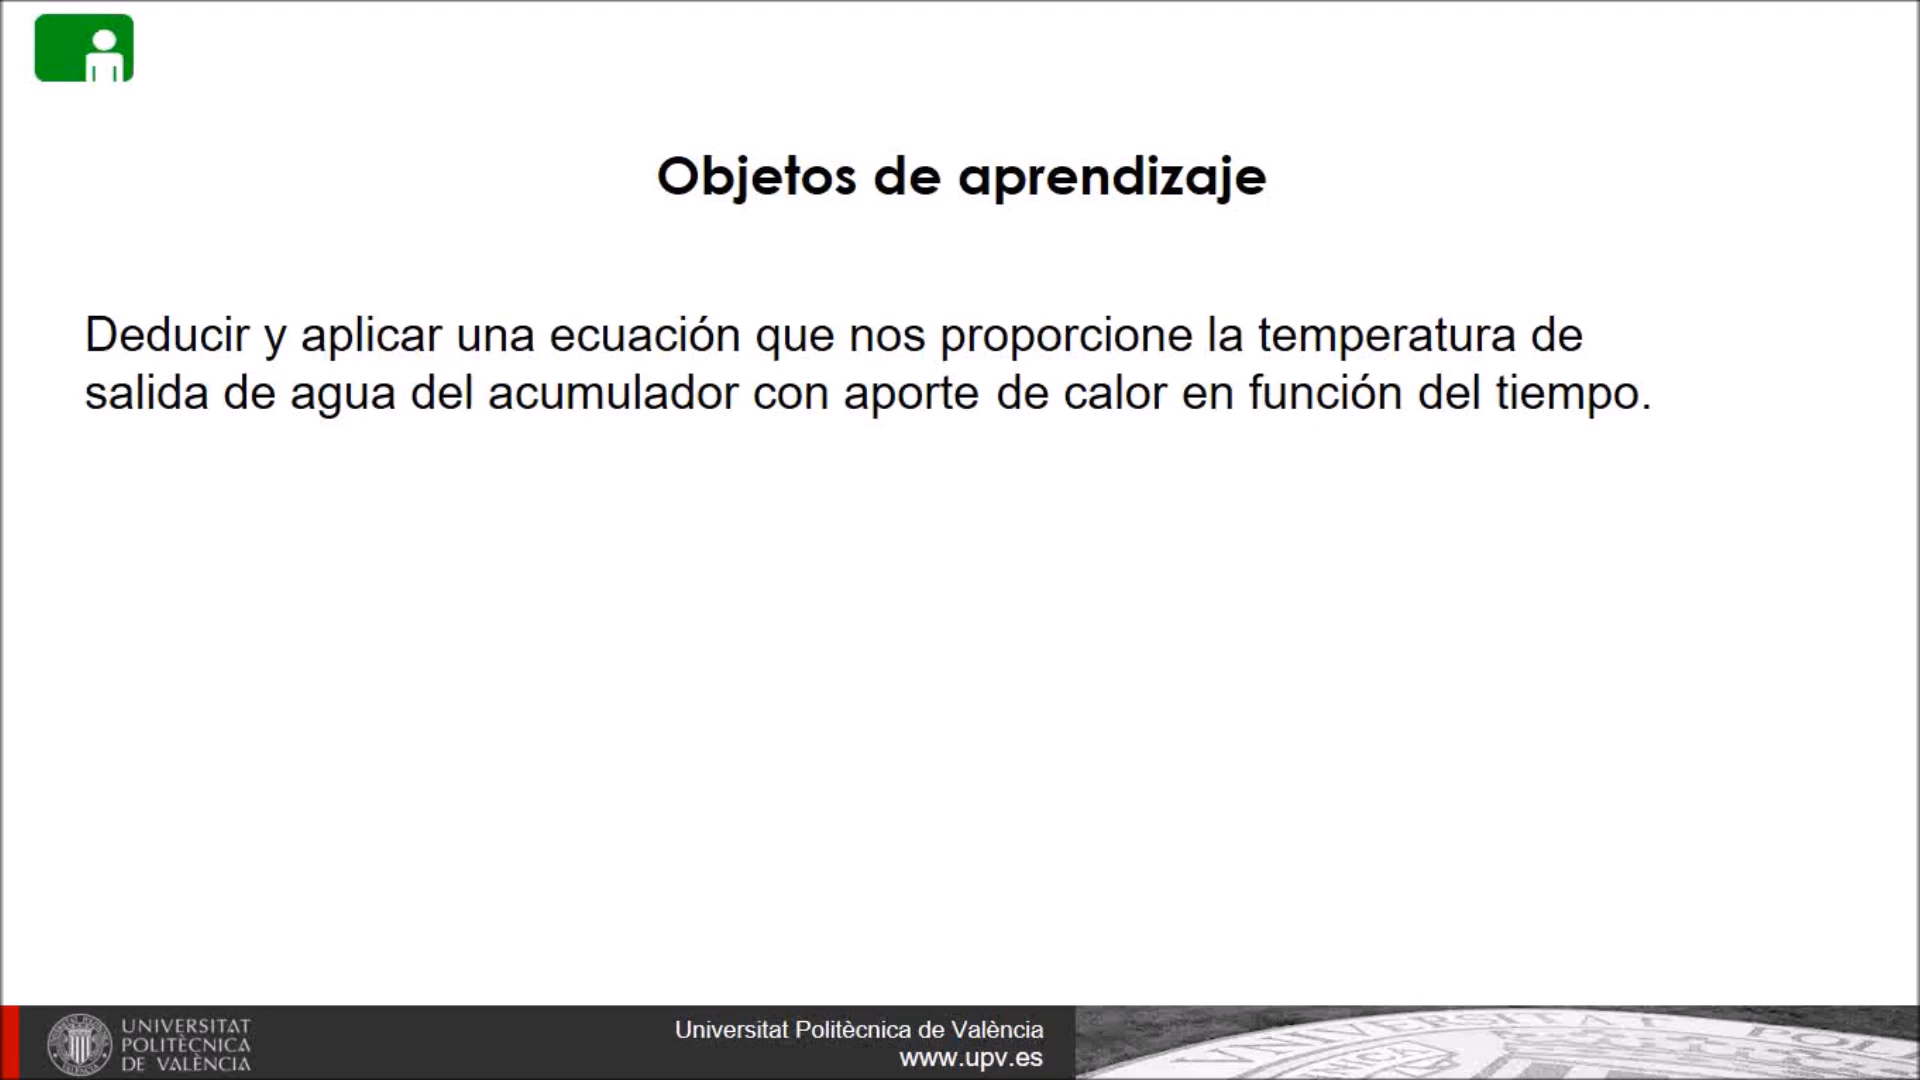 Objetos de aprendizaje
Deducir y aplicar una ecuación que nos proporcione la temperatura de
salida de agua del acumulador con aporte de calor en función del tiempo.
UNIVERSITAT
POLITÈCNICA
DE VALÈNCIA
Universitat Politècnica de València
www.upv.es